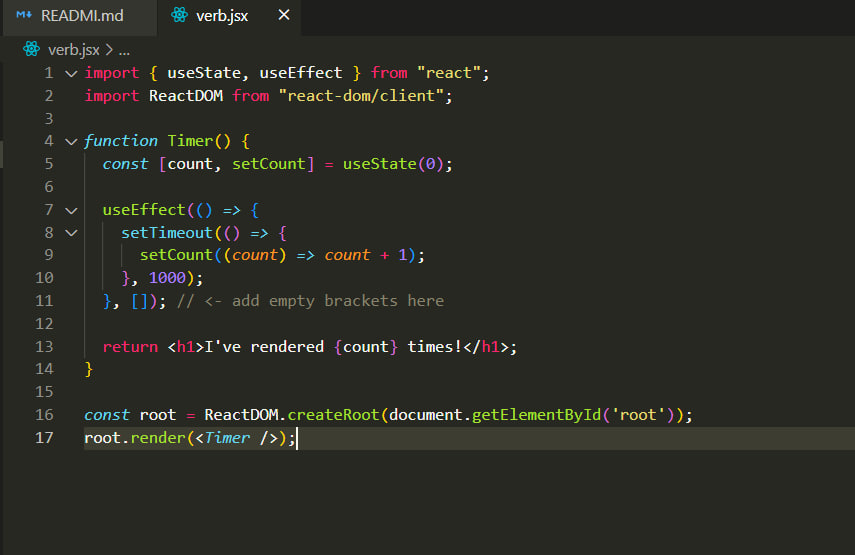 READMI.md verb.jsx
verb.jsx > ...
1 import { useState, useEffect } from "react";
2 import ReactDOM from "react-dom/client";
3
4 function Timer() {
5   const [count, setCount] = useState(0);
6
7   useEffect(() => {
8     setTimeout(() => {
9       setCount((count) => count + 1);
10     }, 1000);
11   }, []); // <- add empty brackets here
12
13   return <h1>I've rendered {count} times!</h1>;
14 }
15
16 const root = ReactDOM.createRoot(document.getElementById('root'));
17 root.render(<Timer />);